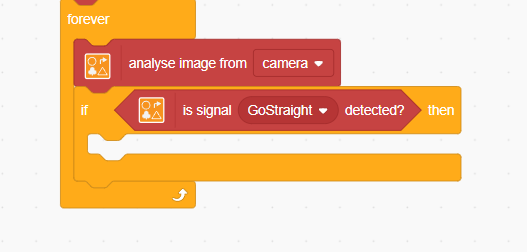 forever
analyse image from camera
if is signal GoStraight detected? then